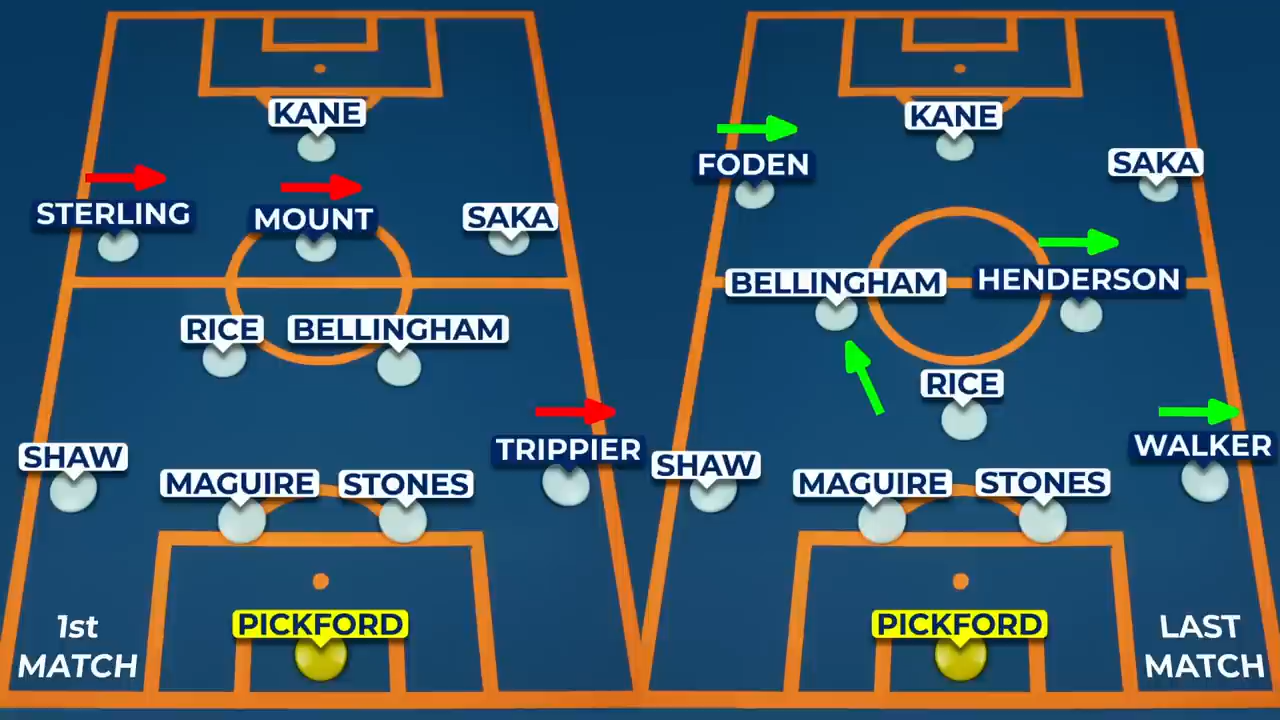 KANE
STERLING
MOUNT
SAKA
RICE
BELLINGHAM
TRIPPIER
SHAW
MAGUIRE
STONES
PICKFORD
1st
MATCH
KANE
FODEN
SAKA
BELLINGHAM
HENDERSON
RICE
WALKER
SHAW
MAGUIRE
STONES
PICKFORD
LAST
MATCH